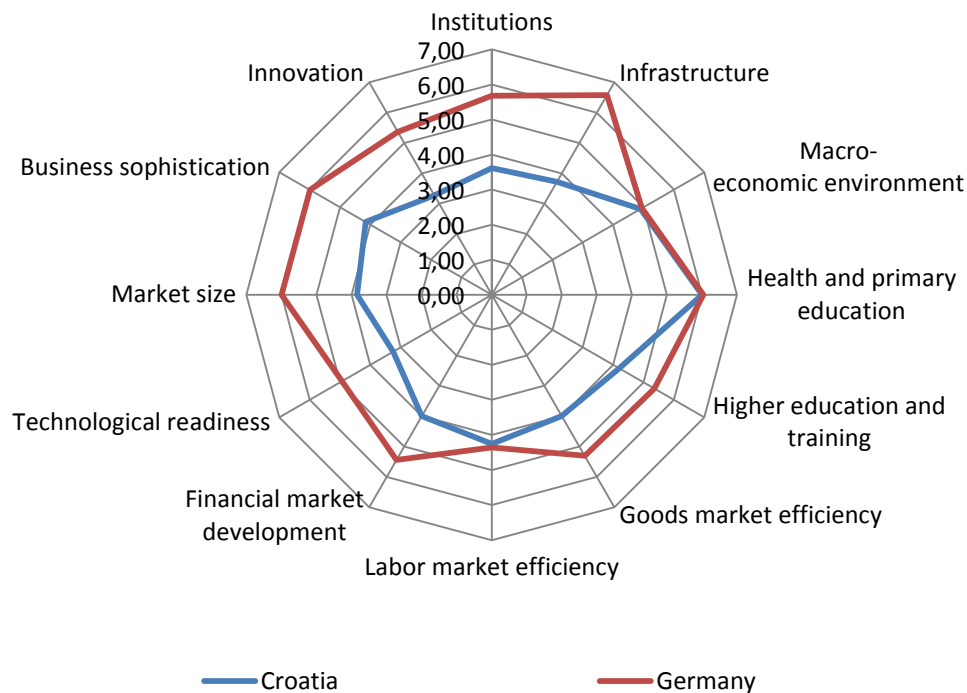 Institutions
7,00
6,00
5,00
4,00
3,00
2,00
1,00
0,00
Infrastructure
Macro-
economic environment
Health and primary
education
Higher education and
training
Goods market efficiency
Labor market efficiency
Financial market
development
Technological readiness
Market size
Business sophistication
Innovation
Croatia
Germany